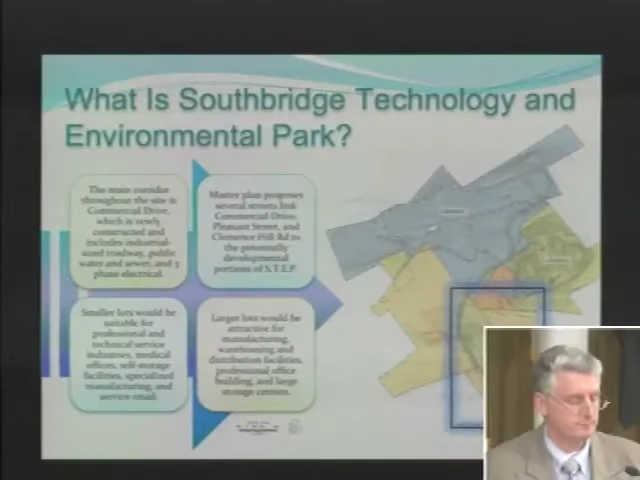 What Is Southbridge Technology and
Environmental Park?
The main corridor
throughout the site is
Commercial Drive,
which is newly
constructed and
includes industrial-
sized roadway, public
water and sewer, and 3
phase electrical
Master plan proposes
several streets link
Commercial Drive,
Pleasant Street, and
Clemence Hill Rd to
the potentially
developmental
portions of S.T.E.P.
Smaller lots would be
suitable for
professional and
technical service
industries, medical
offices, self-storage
facilities, specialized
manufacturing, and
service retail.
Larger lots would be
attractive for
manufacturing,
warehousing and
distribution facilities,
professional office
building, and large
storage centers.